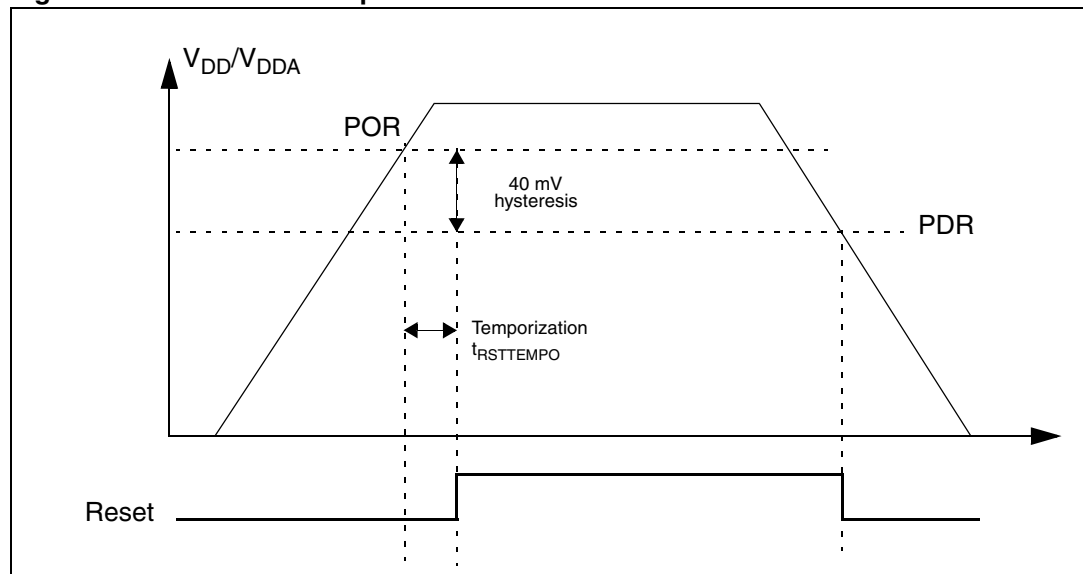 V_DD/V_DDA
POR
40 mV
hysteresis
PDR
Temporization
t_RSTTEMPO
Reset